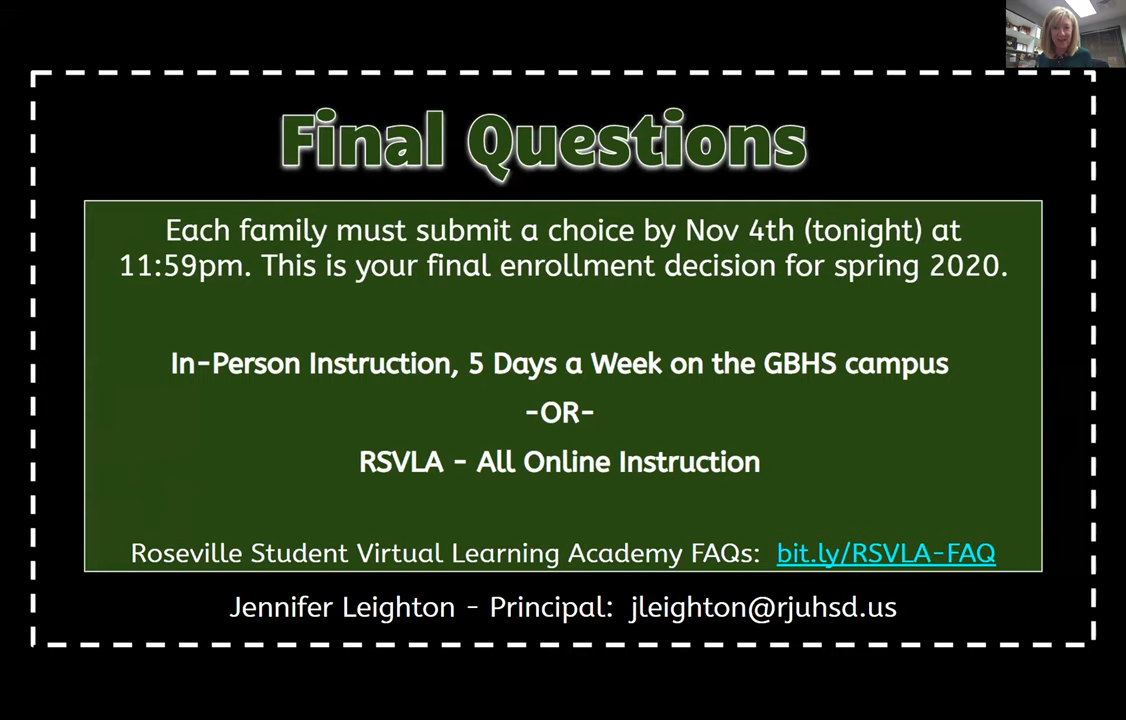 Final Questions
Each family must submit a choice by Nov 4th (tonight) at
11:59pm. This is your final enrollment decision for spring 2020.
In-Person Instruction, 5 Days a Week on the GBHS campus
-OR-
RSVLA - All Online Instruction
Roseville Student Virtual Learning Academy FAQs: bit.ly/RSVLA-FAQ
Jennifer Leighton - Principal: jleighton@rjuhsd.us